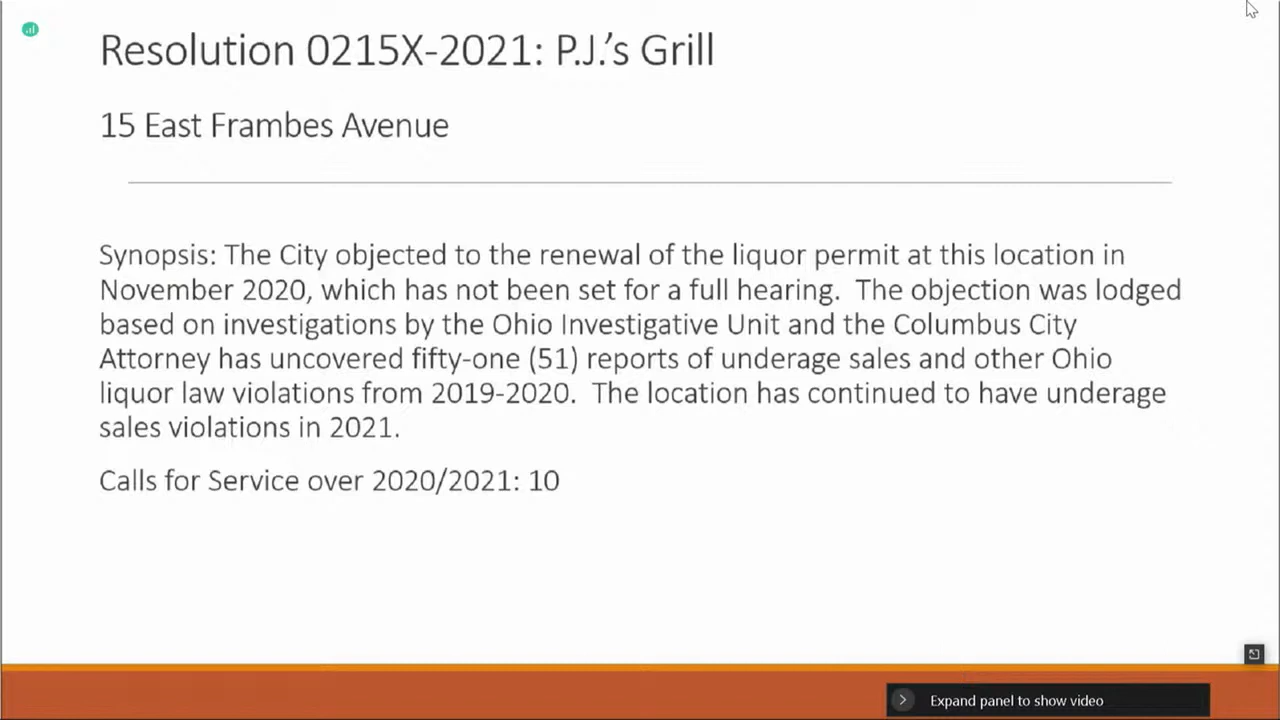 Resolution 0215X-2021: P.J.'s Grill
15 East Frambes Avenue
Synopsis: The City objected to the renewal of the liquor permit at this location in
November 2020, which has not been set for a full hearing.  The objection was lodged
based on investigations by the Ohio Investigative Unit and the Columbus City
Attorney has uncovered fifty-one (51) reports of underage sales and other Ohio
liquor law violations from 2019-2020.  The location has continued to have underage
sales violations in 2021.
Calls for Service over 2020/2021: 10
Expand panel to show video